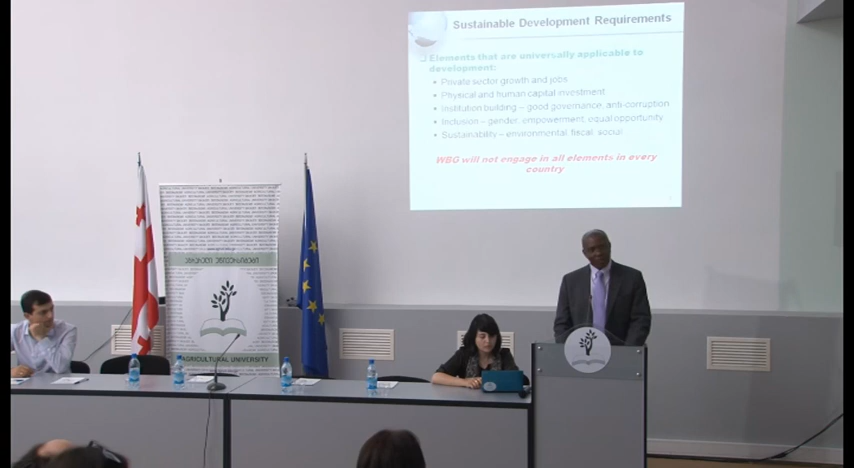 Sustainable Development Requirements
Elements that are universally applicable to
development:
• Private sector growth and jobs
• Physical and human capital investment
• Institution building – good governance, anti-corruption
• Inclusion – gender, empowerment, equal opportunity
• Sustainability – environmental, fiscal, social
WBG will not engage in all elements in every
country
AGRICULTURAL UNIVERSITY